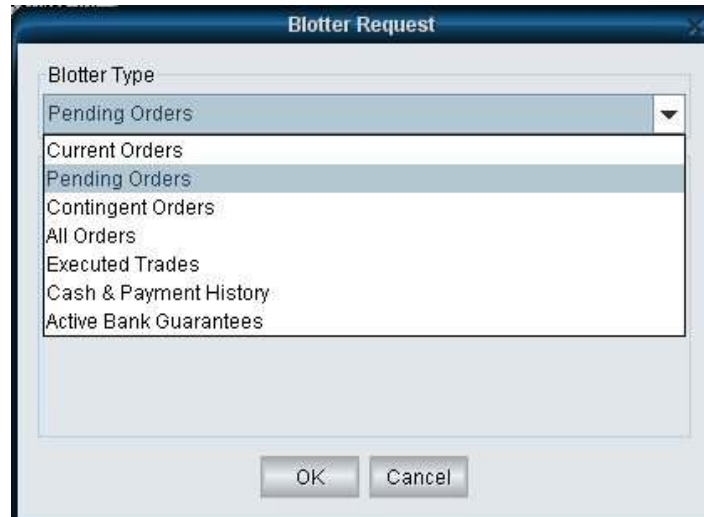 Blotter Request
Blotter Type
Pending Orders
Current Orders
Pending Orders
Contingent Orders
All Orders
Executed Trades
Cash & Payment History
Active Bank Guarantees
OK
Cancel